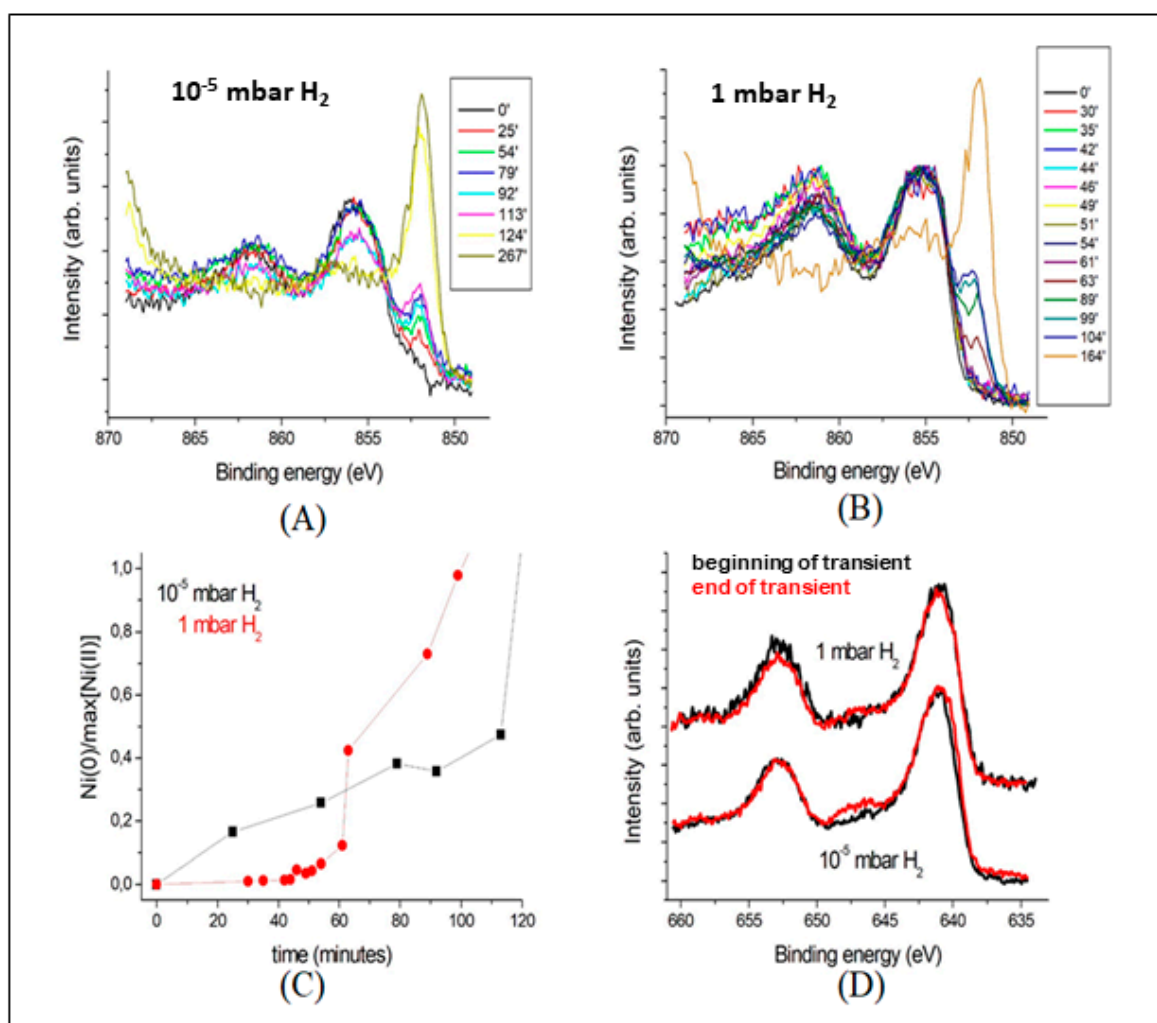 10-5 mbar H2
0'
25'
54'
79'
92'
113'
124'
267'
Intensity (arb. units)
870 865 860 855 850
Binding energy (eV)
(A)
1 mbar H2
0'
30'
35'
42'
44'
46'
49'
51'
54'
61'
63'
89'
99'
104'
164'
Intensity (arb. units)
870 865 860 855 850
Binding energy (eV)
(B)
10-5 mbar H2
1 mbar H2
Ni(0)/max[Ni(II)]
1,0
0,8
0,6
0,4
0,2
0,0
0 20 40 60 80 100 120
time (minutes)
(C)
beginning of transient
end of transient
1 mbar H2
10-5 mbar H2
Intensity (arb. units)
660 655 650 645 640 635
Binding energy (eV)
(D)